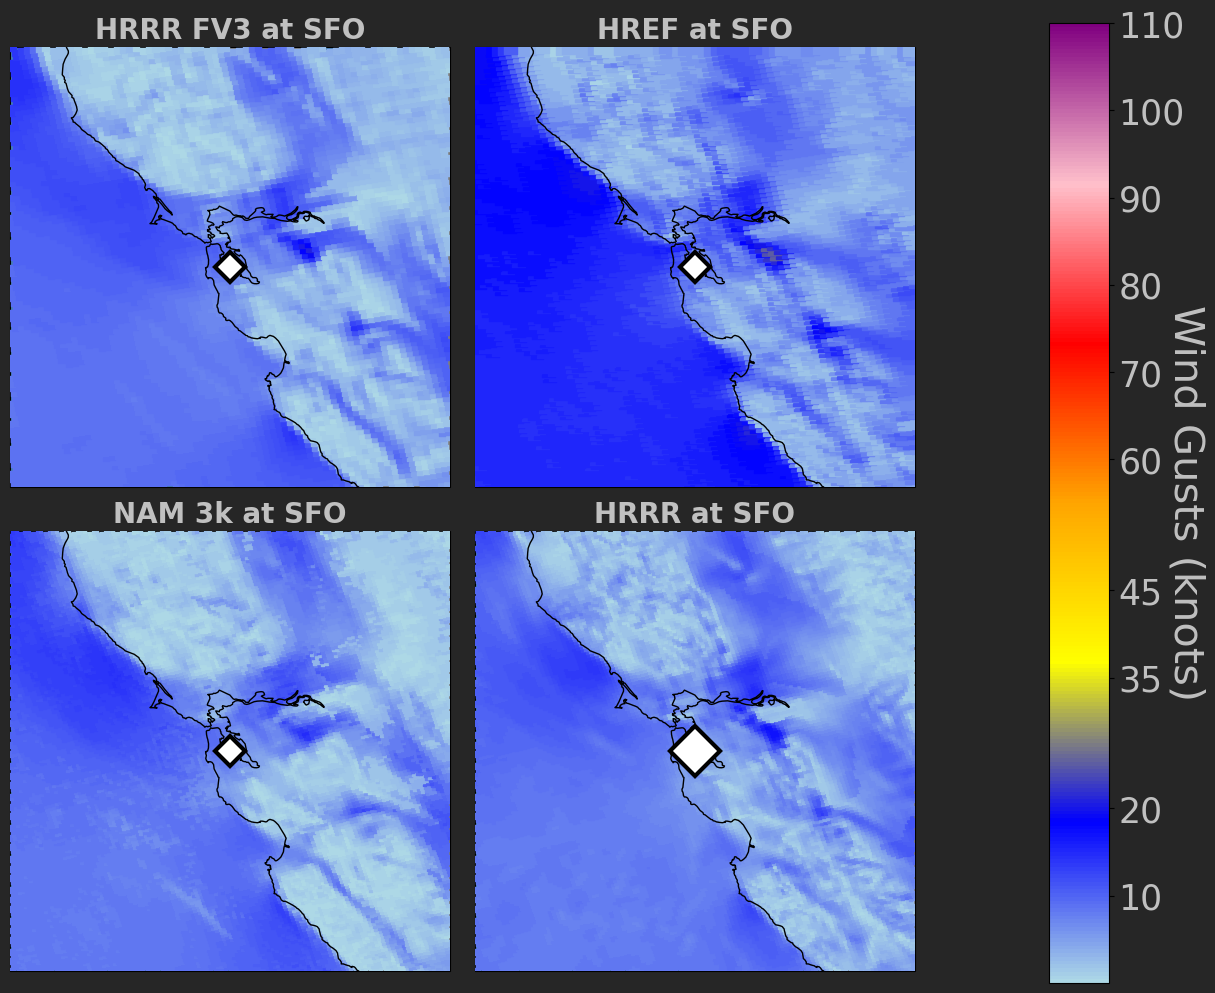 HRRR FV3 at SFO
HREF at SFO
NAM 3k at SFO
HRRR at SFO
110
100
90
80
70
60
45
35
20
10
Wind Gusts (knots)